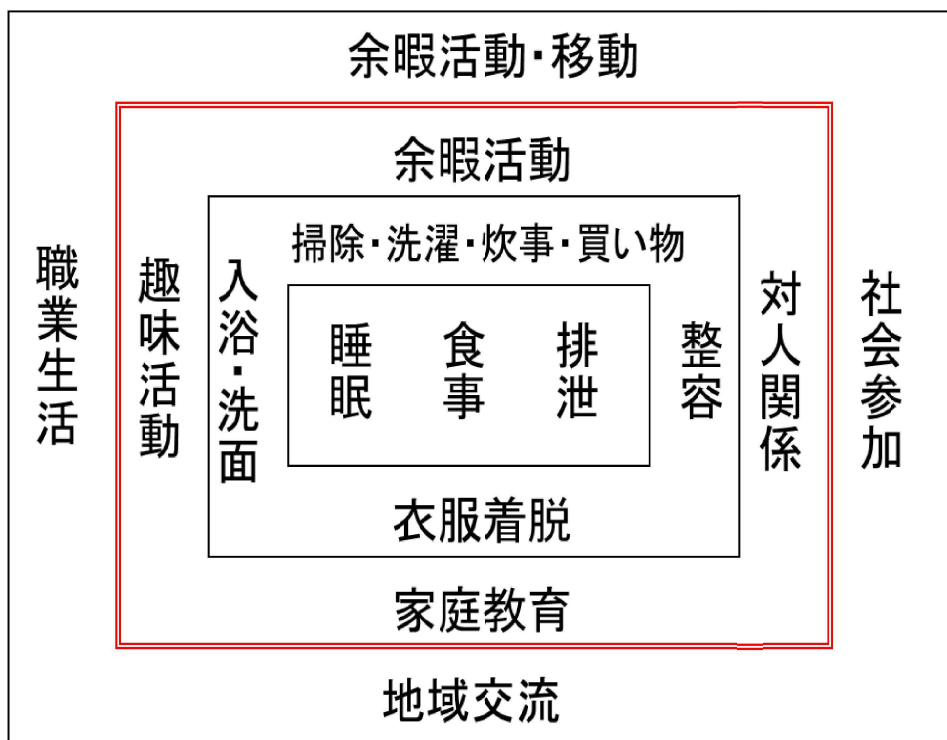 余暇活動・移動
余暇活動
掃除・洗濯・炊事・買い物
職業生活
趣味活動
入浴・洗面
睡眠
食事
排泄
整容
対人関係
社会参加
衣服着脱
家庭教育
地域交流